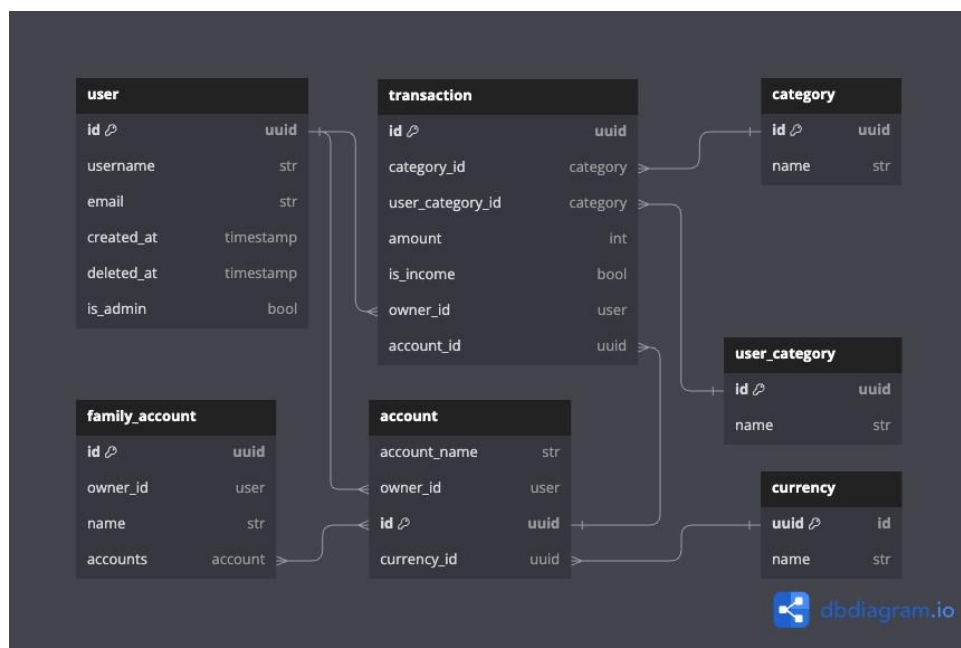 user
id uuid
username str
email str
created_at timestamp
deleted_at timestamp
is_admin bool
transaction
id uuid
category_id category
user_category_id category
amount int
is_income bool
owner_id user
account_id uuid
category
id uuid
name str
user_category
id uuid
name str
family_account
id uuid
owner_id user
name str
accounts account
account
account_name str
owner_id user
id uuid
currency_id uuid
currency
uuid id
name str
dbdiagram.io